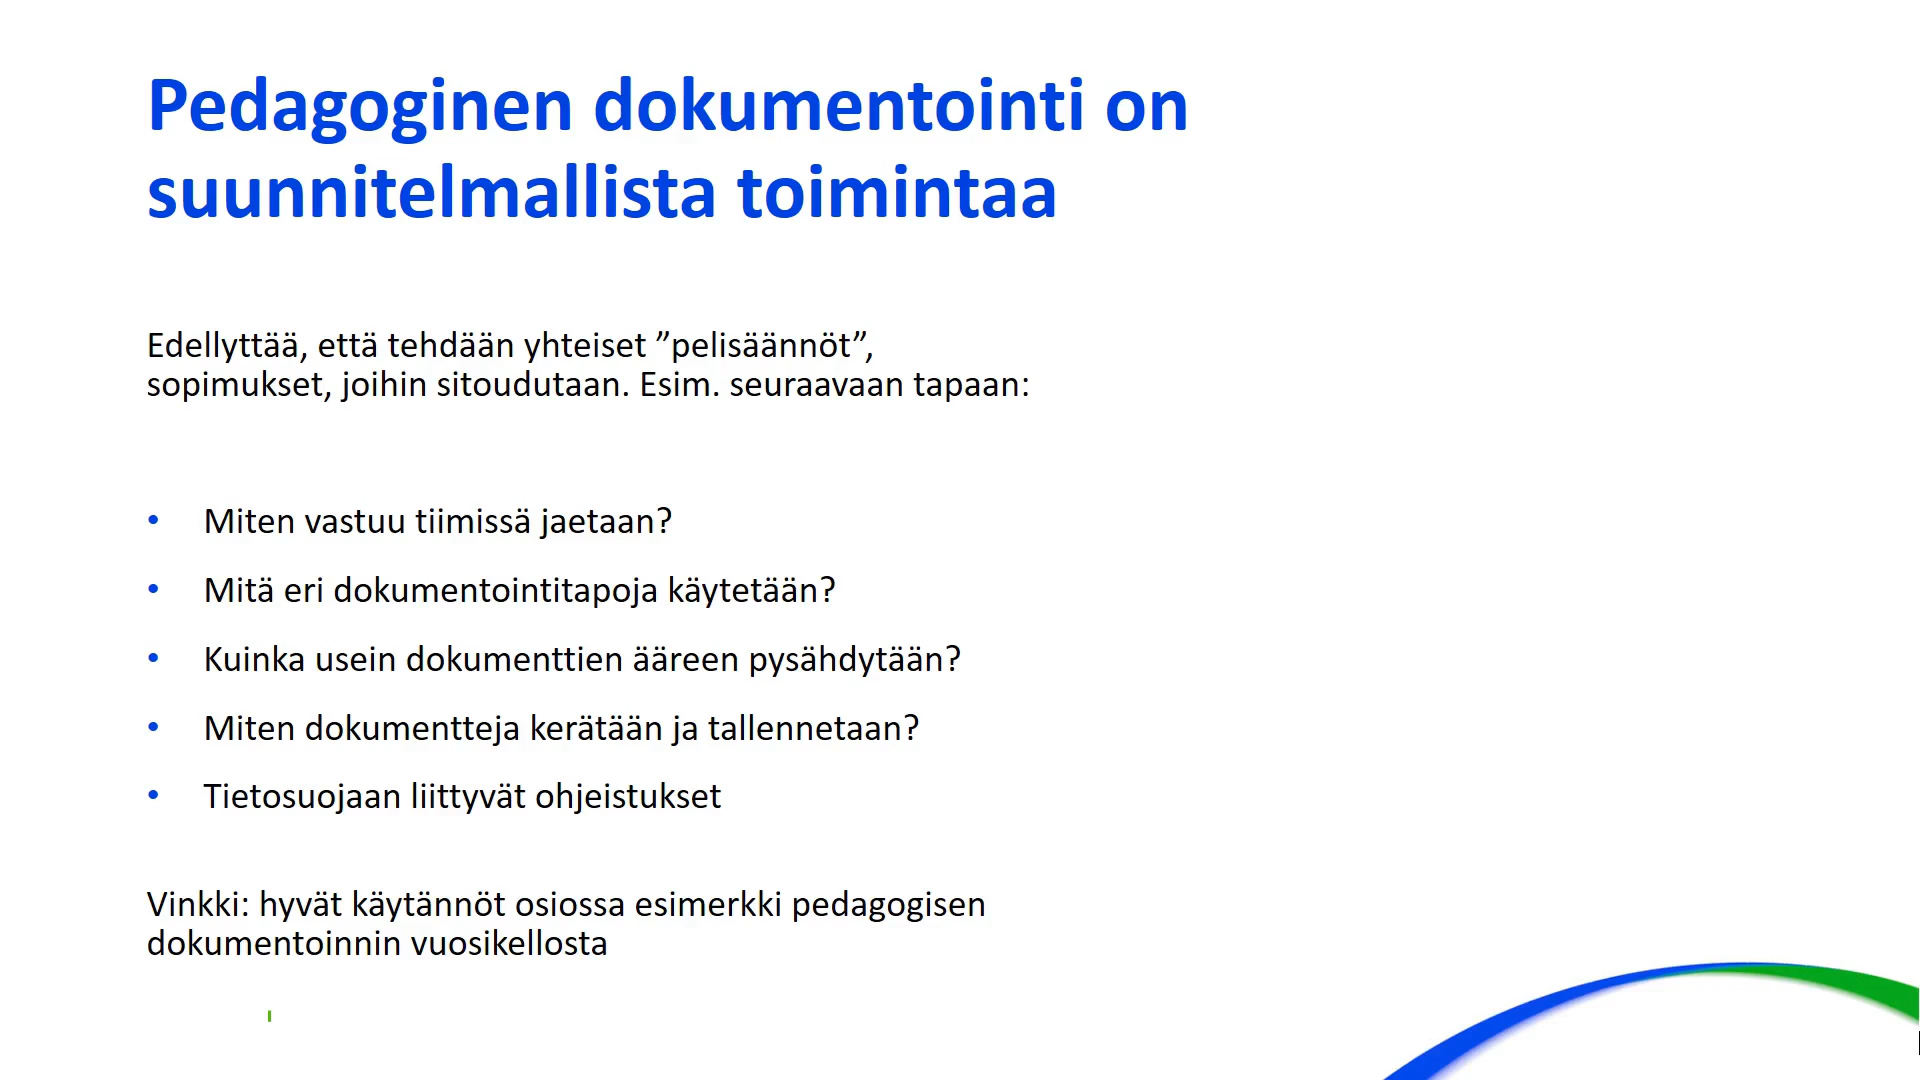 Pedagoginen dokumentointi on
suunnitelmallista toimintaa
Edellyttää, että tehdään yhteiset ”pelisäännöt”,
sopimukset, joihin sitoudutaan. Esim. seuraavaan tapaan:
• Miten vastuu tiimissä jaetaan?
• Mitä eri dokumentointitapoja käytetään?
• Kuinka usein dokumenttien ääreen pysähdytään?
• Miten dokumentteja kerätään ja tallennetaan?
• Tietosuojaan liittyvät ohjeistukset
Vinkki: hyvät käytännöt osiossa esimerkki pedagogisen
dokumentoinnin vuosikellosta